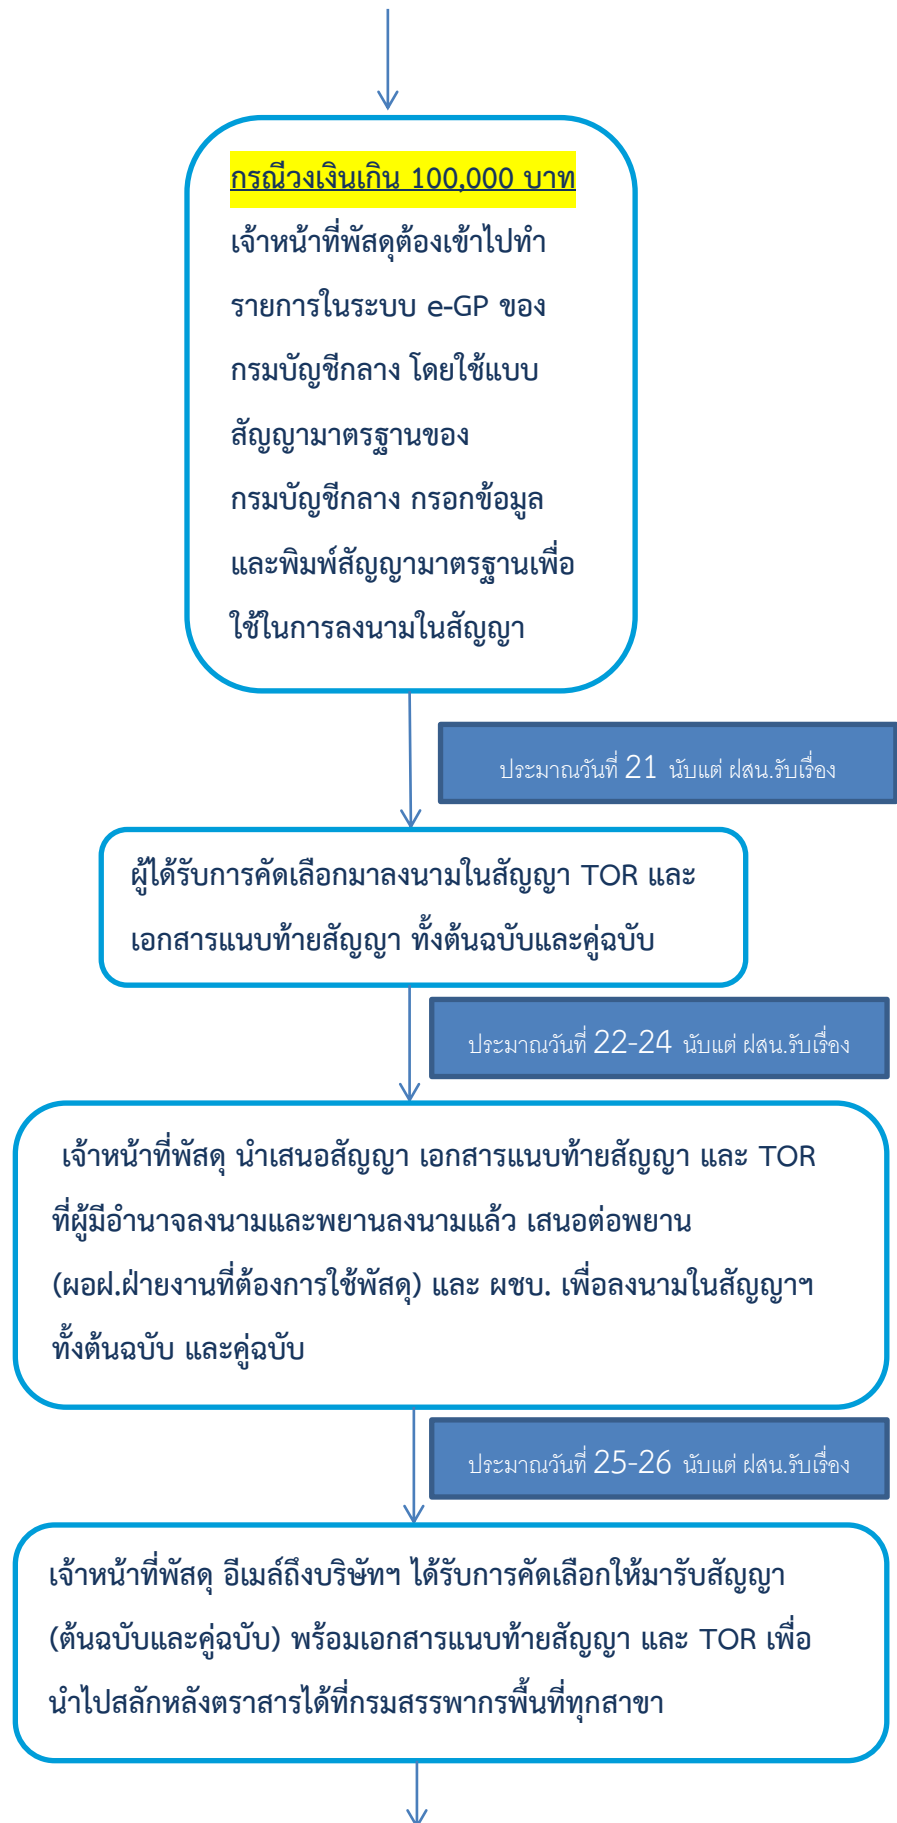 กรณีวงเงินเกิน 100,000 บาท
เจ้าหน้าที่พัสดุต้องเข้าไปทำ
รายการในระบบ e-GP ของ
กรมบัญชีกลาง โดยใช้แบบ
สัญญามาตรฐานของ
กรมบัญชีกลาง กรอกข้อมูล
และพิมพ์สัญญามาตรฐานเพื่อ
ใช้ในการลงนามในสัญญา
ประมาณวันที่ 21 นับแต่ ฝสน.รับเรื่อง
ผู้ได้รับการคัดเลือกมาลงนามในสัญญา TOR และ
เอกสารแนบท้ายสัญญา ทั้งต้นฉบับและคู่ฉบับ
ประมาณวันที่ 22-24 นับแต่ ฝสน.รับเรื่อง
เจ้าหน้าที่พัสดุ นำเสนอสัญญา เอกสารแนบท้ายสัญญา และ TOR
ที่ผู้มีอำนาจลงนามและพยานลงนามแล้ว เสนอต่อพยาน
(ผอฝ.ฝ่ายงานที่ต้องการใช้พัสดุ) และ ผชบ. เพื่อลงนามในสัญญาฯ
ทั้งต้นฉบับ และคู่ฉบับ
ประมาณวันที่ 25-26 นับแต่ ฝสน.รับเรื่อง
เจ้าหน้าที่พัสดุ อีเมล์ถึงบริษัทฯ ได้รับการคัดเลือกให้มารับสัญญา
(ต้นฉบับและคู่ฉบับ) พร้อมเอกสารแนบท้ายสัญญา และ TOR เพื่อ
นำไปสลักหลังตราสารได้ที่กรมสรรพากรพื้นที่ทุกสาขา